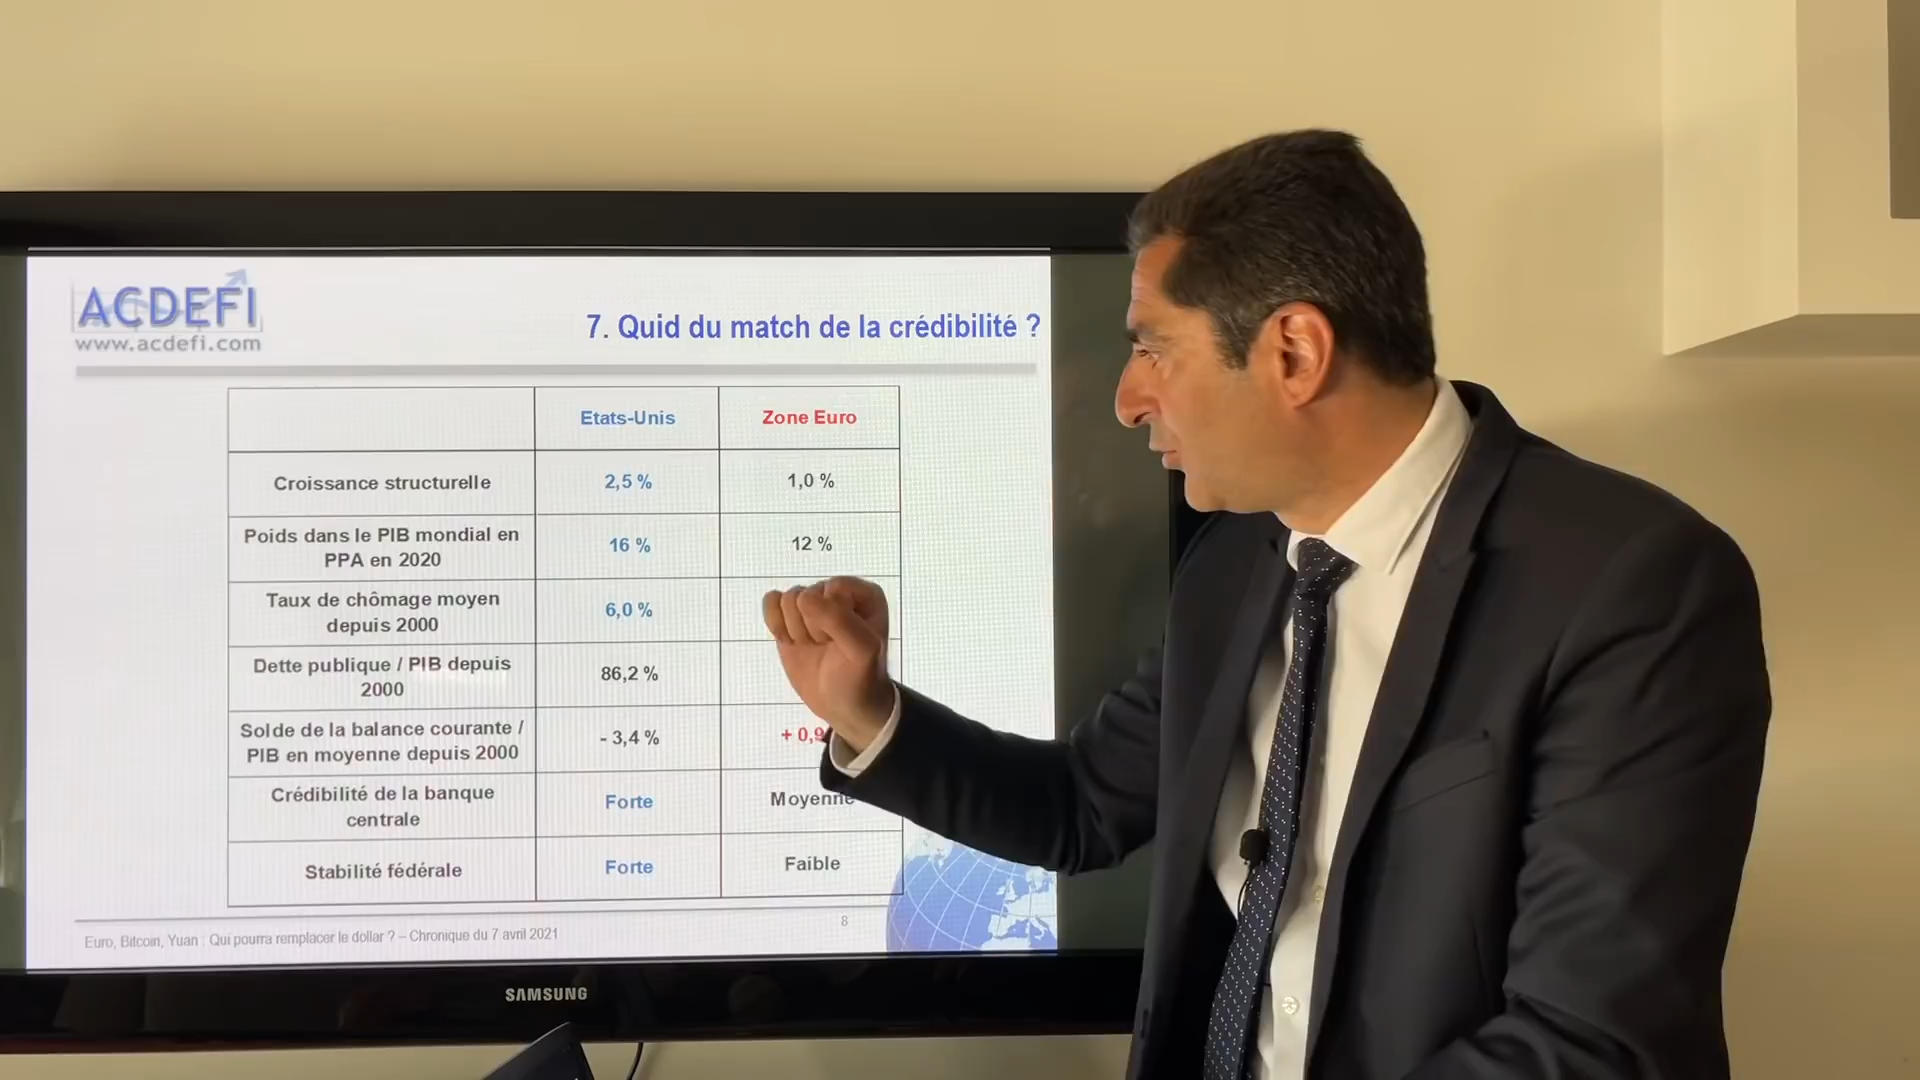 ACDEFI
www.acdefi.com
7. Quid du match de la crédibilité ?
Etats-Unis
Zone Euro
Croissance structurelle
2,5 %
1,0 %
Poids dans le PIB mondial en
PPA en 2020
16 %
12 %
Taux de chômage moyen
depuis 2000
6,0 %
Dette publique / PIB depuis
2000
86,2 %
Solde de la balance courante /
PIB en moyenne depuis 2000
- 3,4 %
+ 0,9
Crédibilité de la banque
centrale
Forte
Moyenne
Stabilité fédérale
Forte
Faible
8
Euro, Bitcoin, Yuan : Qui pourra remplacer le dollar ? – Chronique du 7 avril 2021
SAMSUNG